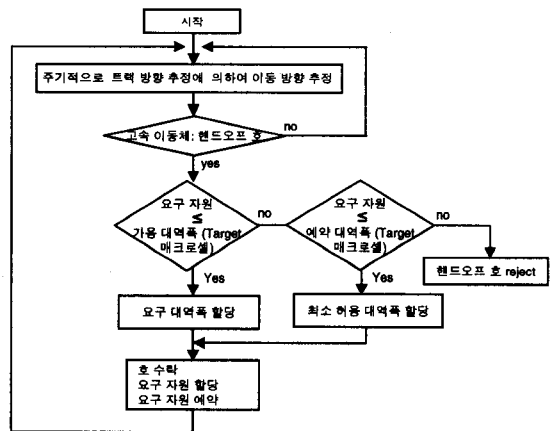 시작
주기적으로 트랙 방향 추정에 의하여 이동 방향 추정
고속 이동체: 핸드오프 호
no
yes
요구 자원
≤
가용 대역폭 (Target
매크로셀)
no
요구 자원
≤
예약 대역폭 (Target
매크로셀)
no
핸드오프 호 reject
Yes
Yes
요구 대역폭 할당
최소 허용 대역폭 할당
호 수락
요구 자원 할당
요구 자원 예약